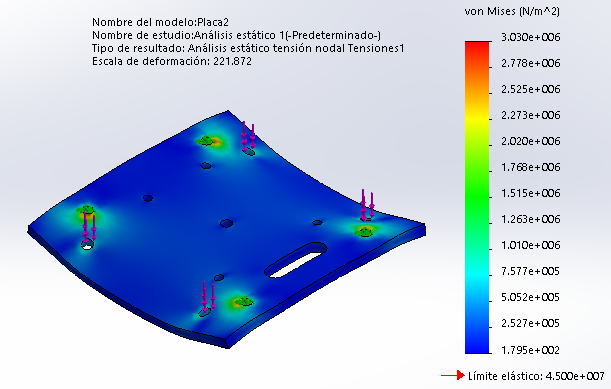 von Mises (N/m^2)
Nombre del modelo:Placa2
Nombre de estudio:Análisis estático 1(-Predeterminado-)
Tipo de resultado: Análisis estático tensión nodal Tensiones1
Escala de deformación: 221.872
3.030e+006
2.778e+006
2.525e+006
2.273e+006
2.020e+006
1.768e+006
1.515e+006
1.263e+006
1.010e+006
7.577e+005
5.052e+005
2.527e+005
1.795e+002
Límite elástico: 4.500e+007